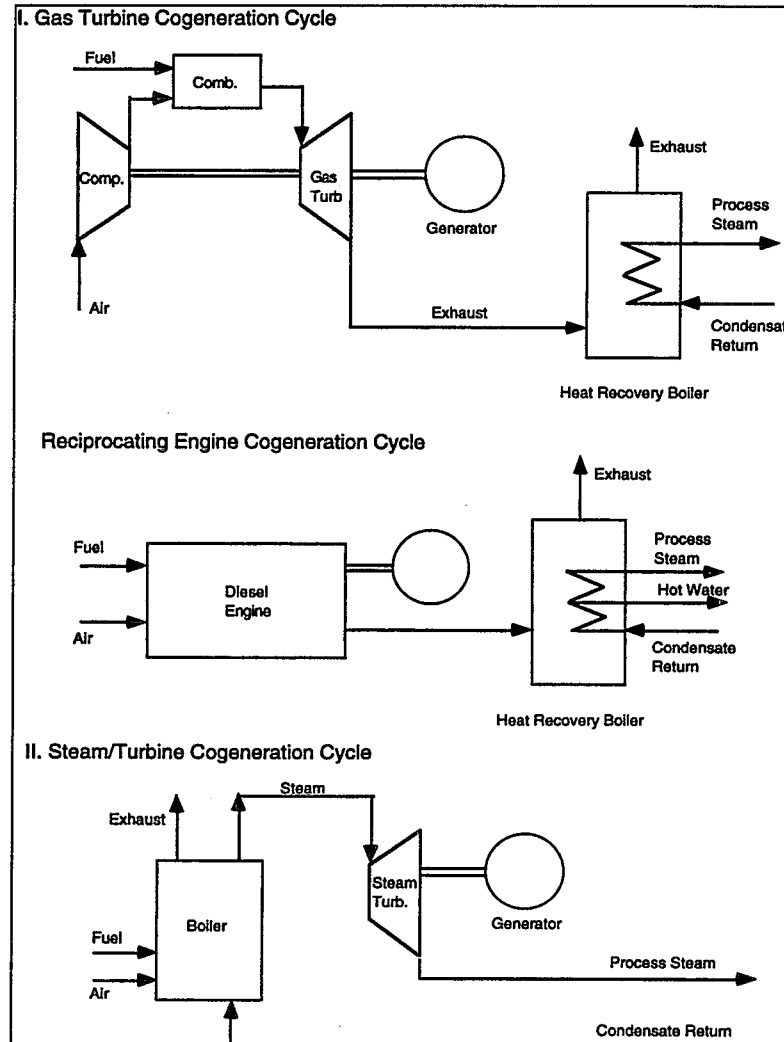 I. Gas Turbine Cogeneration Cycle
Fuel
Comb.
Comp.
Gas
Turb
Generator
Air
Exhaust
Exhaust
Process
Steam
Condensat
Return
Heat Recovery Boiler
Reciprocating Engine Cogeneration Cycle
Fuel
Air
Diesel
Engine
Exhaust
Process
Steam
Hot Water
Condensate
Return
Heat Recovery Boiler
II. Steam/Turbine Cogeneration Cycle
Exhaust
Steam
Boiler
Fuel
Air
Steam
Turb.
Generator
Process Steam
Condensate Return